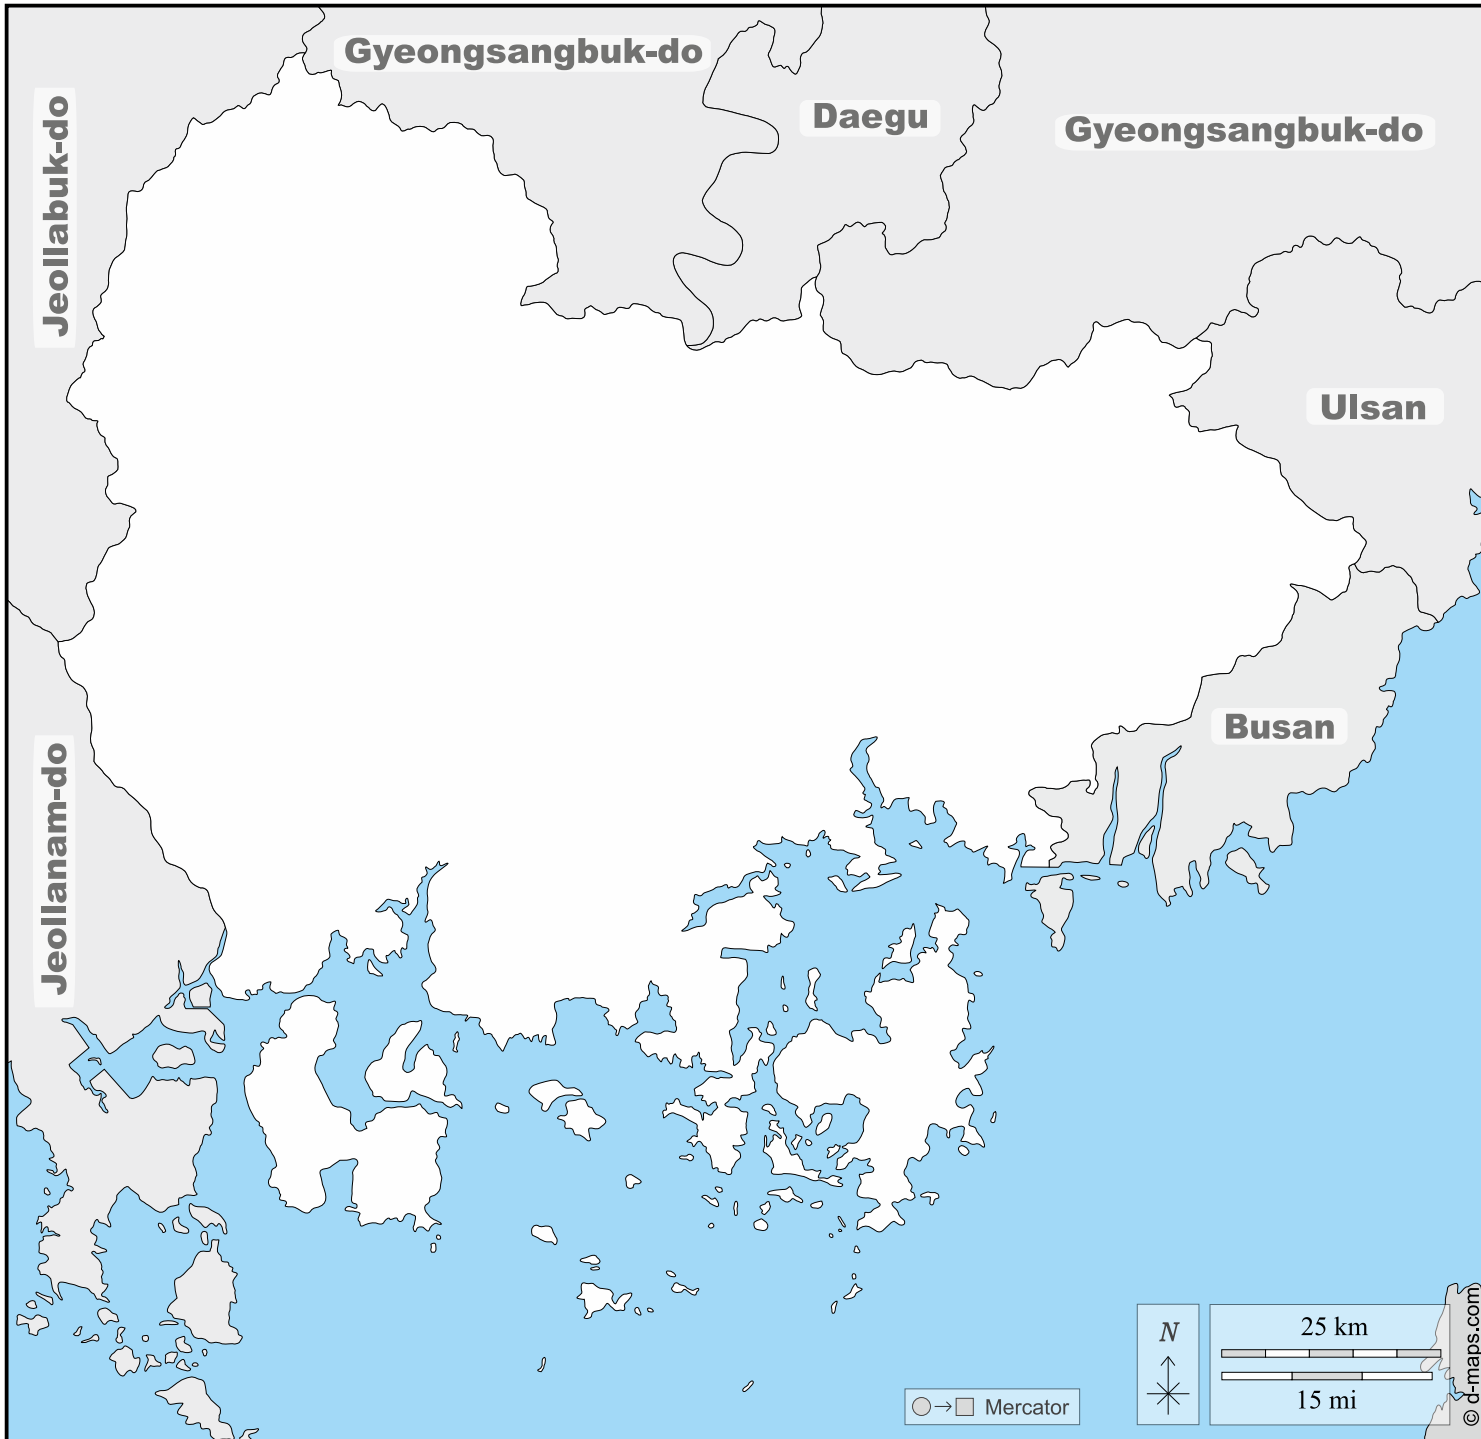 Gyeongsangbuk-do
Daegu
Gyeongsangbuk-do
Jeollabuk-do
Ulsan
Busan
Jeollanam-do
N
25 km
15 mi
Mercator
© d-maps.com